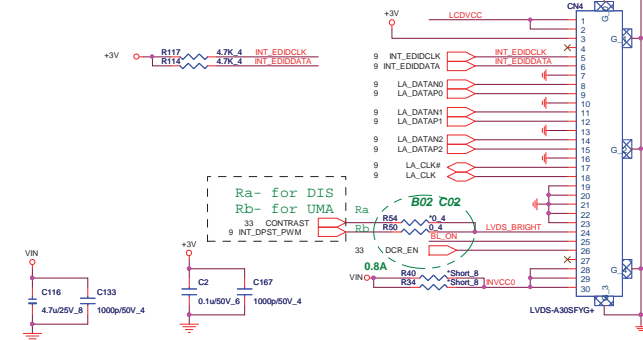 CN4
G_
+3V
LCDVCC
1
2
3
4
5
6
7
8
9
10
11
12
13
14
15
16
17
18
19
20
21
22
23
24
25
26
27
28
29
30
G_
G_
G_4
G_3
+3V
R117 4.7K_4 INT_EDIDCLK
R114 4.7K_4 INT_EDIDDATA
9 INT_EDIDCLK INT_EDIDCLK
9 INT_EDIDDATA INT_EDIDDATA
9 LA_DATAN0
9 LA_DATAP0
9 LA_DATAN1
9 LA_DATAP1
9 LA_DATAN2
9 LA_DATAP2
9 LA_CLK#
9 LA_CLK
Ra- for DIS
Rb- for UMA
33 CONTRAST
9 INT_DPST_PWM
Ra
Rb
B02 C02
R54 *0_4
R50 0_4 LVDS_BRIGHT
BL_ON
33 DCR_EN
0.8A
VIN R40 *Short_8
R34 *Short_8 INVCC0
LVDS-A30SFYG+
VIN
C116
4.7u/25V_8
C133
1000p/50V_4
+3V
C2
0.1u/50V_6
C167
1000p/50V_4